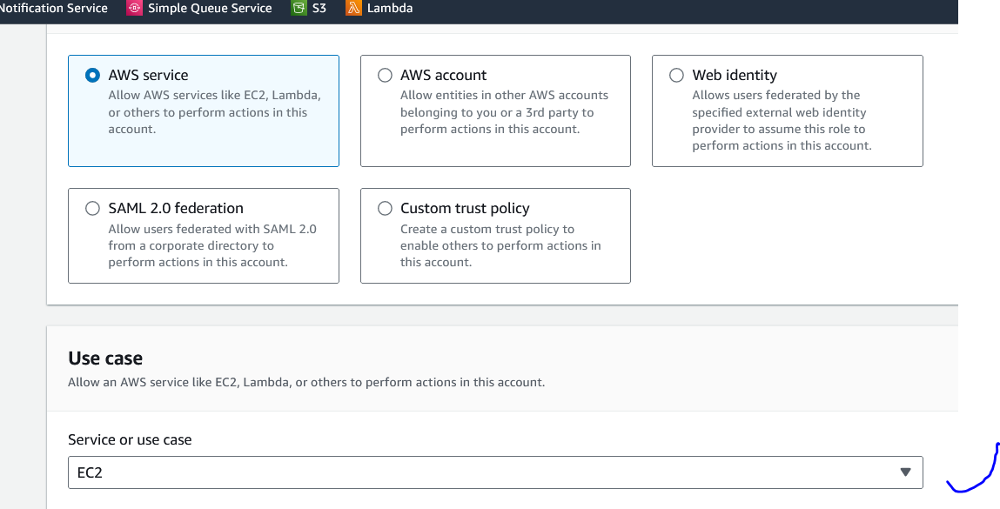 Notification Service Simple Queue Service S3 Lambda
AWS service
Allow AWS services like EC2, Lambda,
or others to perform actions in this
account.
AWS account
Allow entities in other AWS accounts
belonging to you or a 3rd party to
perform actions in this account.
Web identity
Allows users federated by the
specified external web identity
provider to assume this role to
perform actions in this account.
SAML 2.0 federation
Allow users federated with SAML 2.0
from a corporate directory to
perform actions in this account.
Custom trust policy
Create a custom trust policy to
enable others to perform actions in
this account.
Use case
Allow an AWS service like EC2, Lambda, or others to perform actions in this account.
Service or use case
EC2